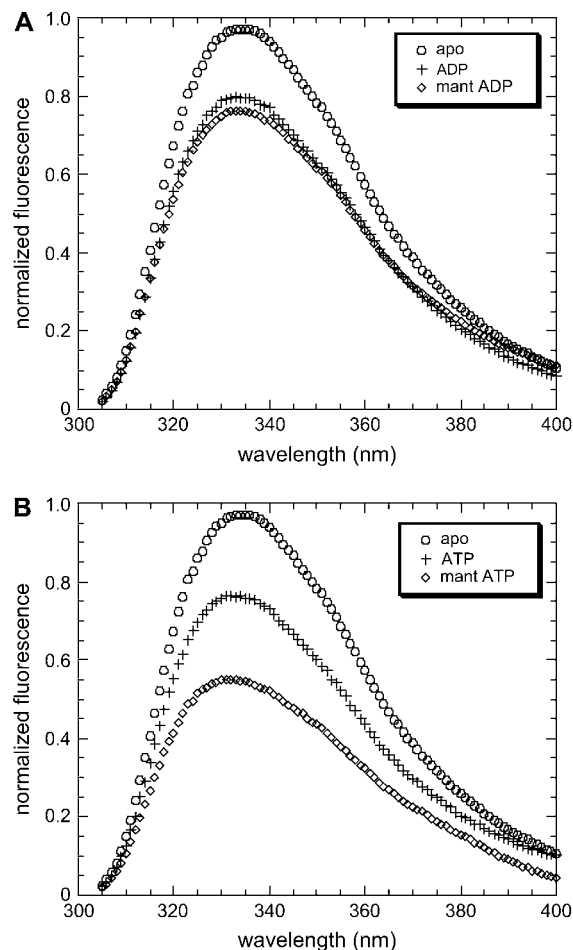 A
1.0
0.8
0.6
0.4
0.2
0
normalized fluorescence
apo
ADP
mant ADP
300
320
340
360
380
400
wavelength (nm)
B
1.0
0.8
0.6
0.4
0.2
0
normalized fluorescence
apo
ATP
mant ATP
300
320
340
360
380
400
wavelength (nm)